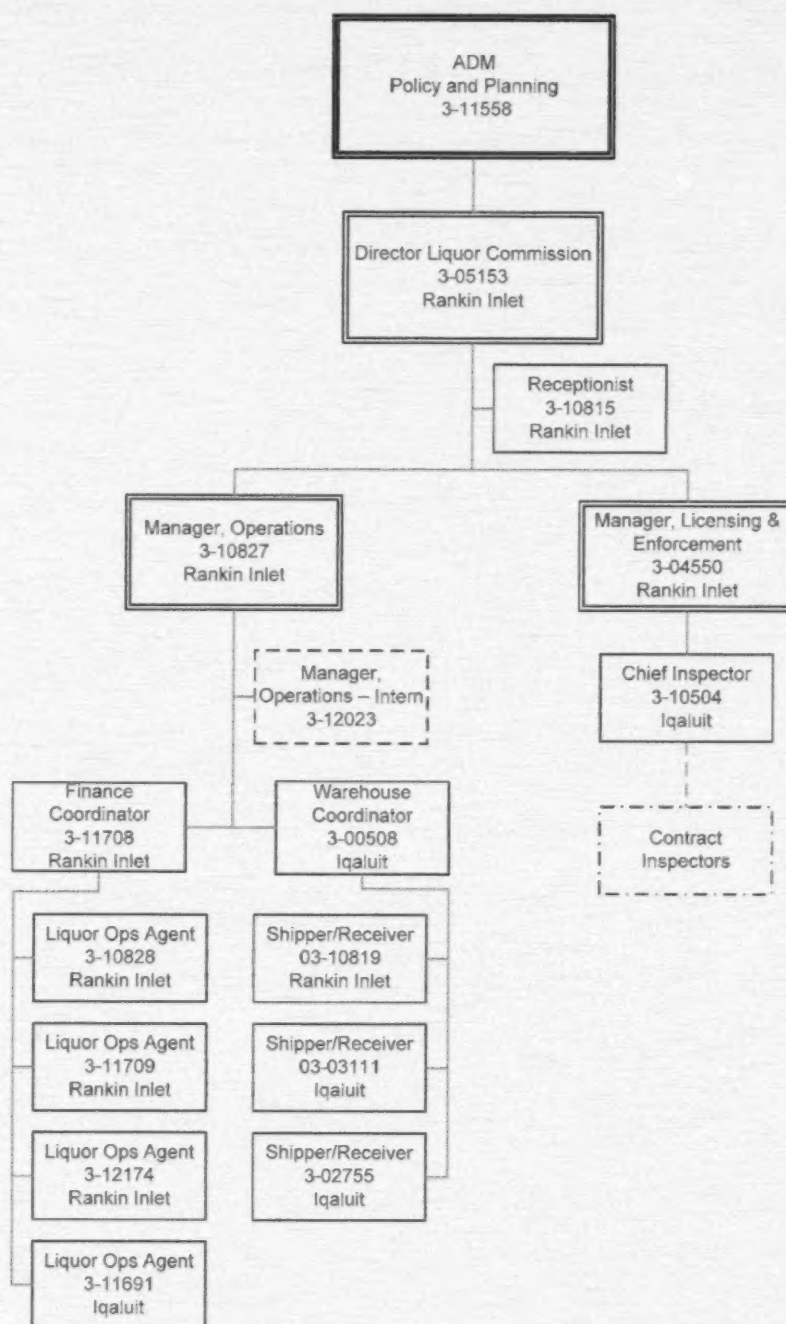 ADM
Policy and Planning
3-11558
Director Liquor Commission
3-05153
Rankin Inlet
Receptionist
3-10815
Rankin Inlet
Manager, Operations
3-10827
Rankin Inlet
Manager, Licensing &
Enforcement
3-04550
Rankin Inlet
Manager,
Operations – Intern
3-12023
Chief Inspector
3-10504
Iqaluit
Finance
Coordinator
3-11708
Rankin Inlet
Warehouse
Coordinator
3-00508
Iqaluit
Contract
Inspectors
Liquor Ops Agent
3-10828
Rankin Inlet
Shipper/Receiver
03-10819
Rankin Inlet
Liquor Ops Agent
3-11709
Rankin Inlet
Shipper/Receiver
03-03111
Iqaluit
Liquor Ops Agent
3-12174
Rankin Inlet
Shipper/Receiver
3-02755
Iqaluit
Liquor Ops Agent
3-11691
Iqaluit